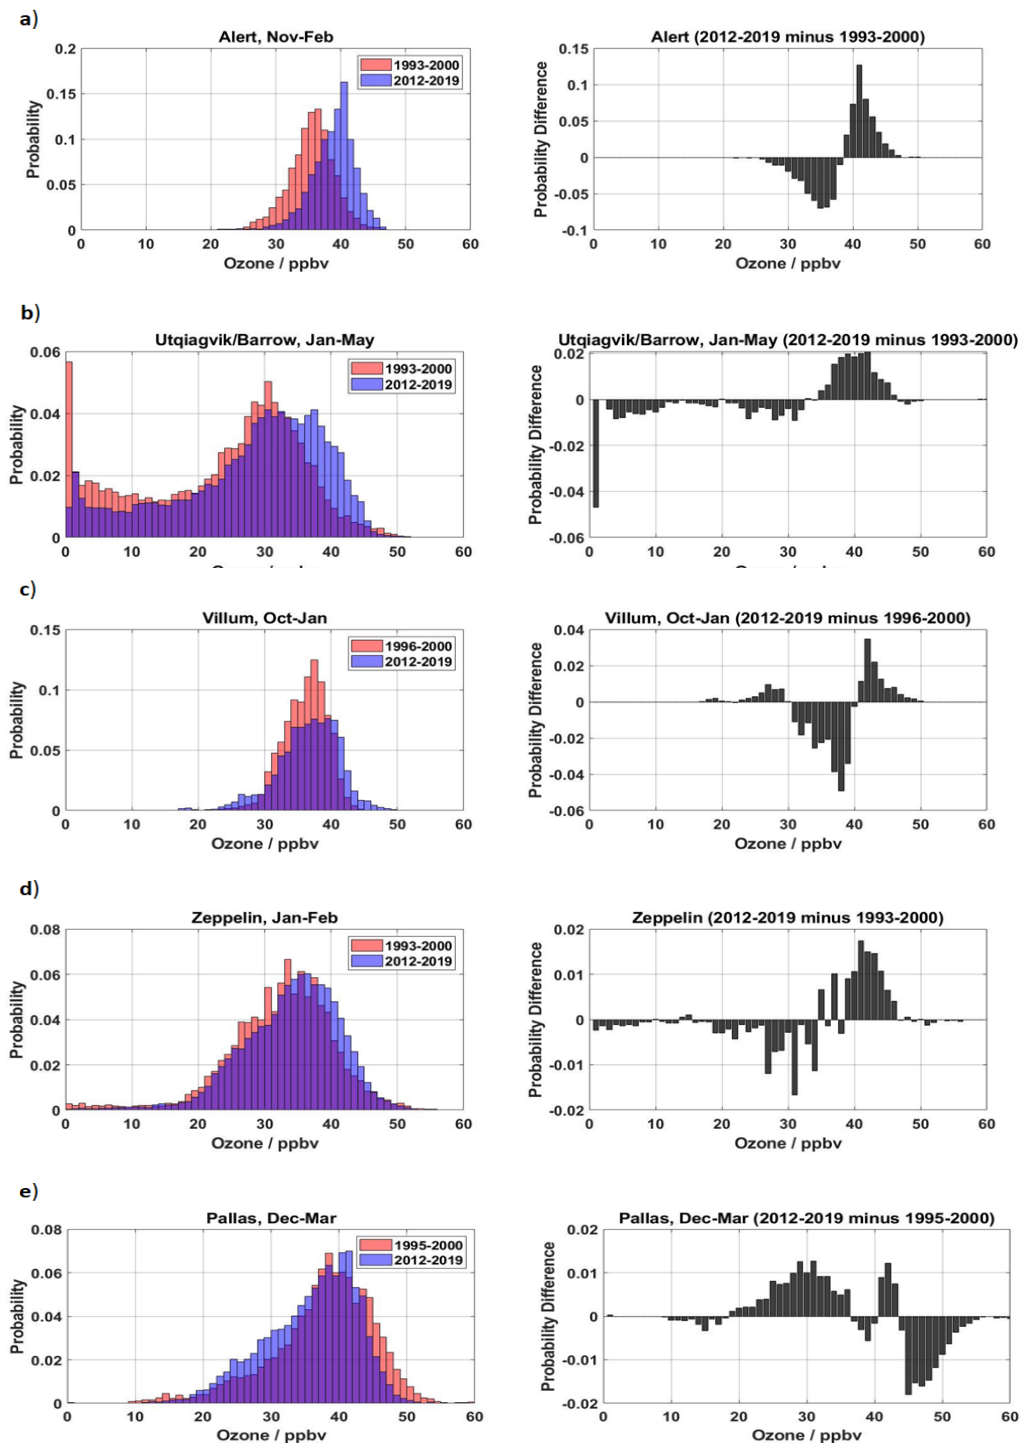 a)
Alert, Nov-Feb
Probability
0.2
0.15
0.1
0.05
0
1993-2000
2012-2019
0 10 20 30 40 50 60
Ozone / ppbv
Alert (2012-2019 minus 1993-2000)
Probability Difference
0.15
0.1
0.05
0
-0.05
-0.1
0 10 20 30 40 50 60
Ozone / ppbv
b)
Utqiagvik/Barrow, Jan-May
Probability
0.06
0.04
0.02
0
1993-2000
2012-2019
0 10 20 30 40 50 60
Utqiagvik/Barrow, Jan-May (2012-2019 minus 1993-2000)
Probability Difference
0.02
0
-0.02
-0.04
-0.06
0 10 20 30 40 50 60
c)
Villum, Oct-Jan
Probability
0.15
0.1
0.05
0
1996-2000
2012-2019
0 10 20 30 40 50 60
Ozone / ppbv
Villum, Oct-Jan (2012-2019 minus 1996-2000)
Probability Difference
0.04
0.02
0
-0.02
-0.04
-0.06
0 10 20 30 40 50 60
Ozone / ppbv
d)
Zeppelin, Jan-Feb
Probability
0.08
0.06
0.04
0.02
0
1993-2000
2012-2019
0 10 20 30 40 50 60
Ozone / ppbv
Zeppelin (2012-2019 minus 1993-2000)
Probability Difference
0.02
0.01
0
-0.01
-0.02
0 10 20 30 40 50 60
Ozone / ppbv
e)
Pallas, Dec-Mar
Probability
0.08
0.06
0.04
0.02
0
1995-2000
2012-2019
0 10 20 30 40 50 60
Ozone / ppbv
Pallas, Dec-Mar (2012-2019 minus 1995-2000)
Probability Difference
0.02
0.01
0
-0.01
-0.02
0 10 20 30 40 50 60
Ozone / ppbv